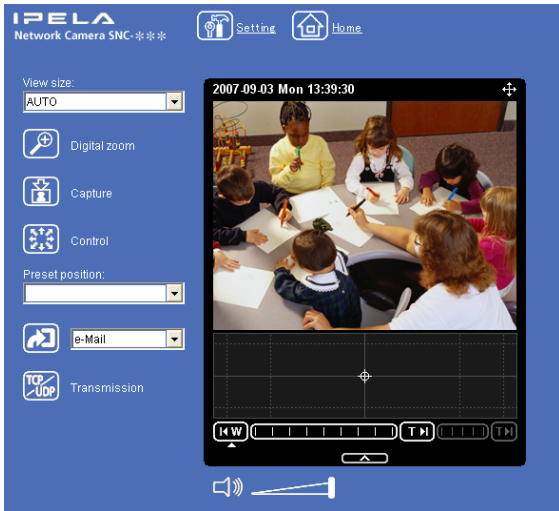 IPELA
Network Camera SNC-***
Setting
Home
View size:
AUTO
Digital zoom
Capture
Control
Preset position:
e-Mail
TCP/UDP
Transmission
2007-09-03 Mon 13:39:30
W
T
T